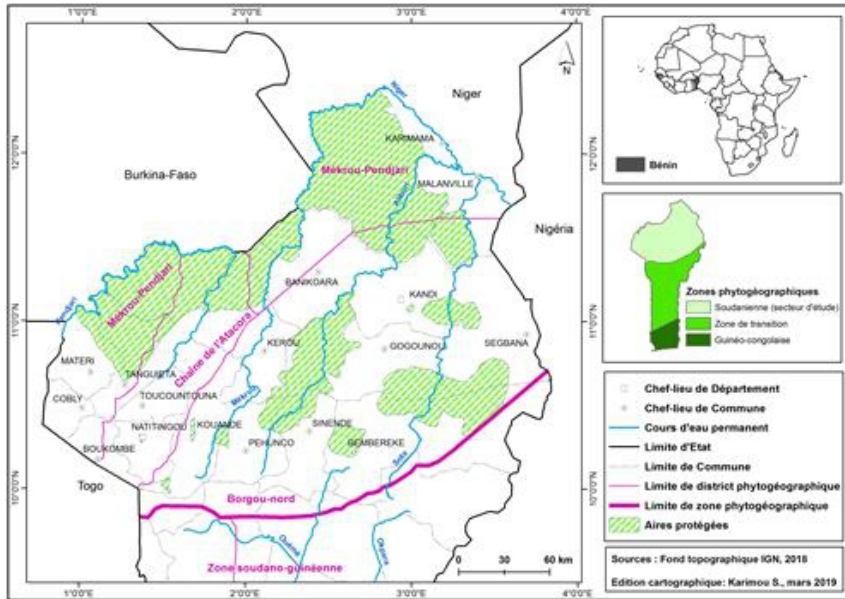 1°0'0"E 2°0'0"E 3°0'0"E 4°0'0"E
N
Niger
Niger
KARIMAMA
12°0'0"N 12°0'0"N
Burkina-Faso
Mékrou-Pendjari
MALANVILLE
Alibori
Nigéria
BANIKOARA
Mékrou-Pendjari
Pendjari
KANDI
11°0'0"N 11°0'0"N
Chaîne de l'Atacora
KEROU
GOGOUNOU
SEGBANA
MATERI
TANGUIETA
COBLY
TOUCOUNTOUNA
Mékrou
NATITINGOU
KOUANDE
SINENDE
BOUKOMBE
PEHUNCO
BEMBEREKE
Sota
Togo
10°0'0"N 10°0'0"N
Borgou-nord
Ouémé
Okpara
Zone soudano-guinéenne
0 30 60 km
1°0'0"E 2°0'0"E 3°0'0"E 4°0'0"E
Bénin
Zones phytogéographiques
Soudanienne (secteur d'étude)
Zone de transition
Guinéo-congolaise
Chef-lieu de Département
Chef-lieu de Commune
Cours d'eau permanent
Limite d'Etat
Limite de Commune
Limite de district phytogéographique
Limite de zone phytogéographique
Aires protégées
Sources : Fond topographique IGN, 2018
Edition cartographique: Karimou S., mars 2019